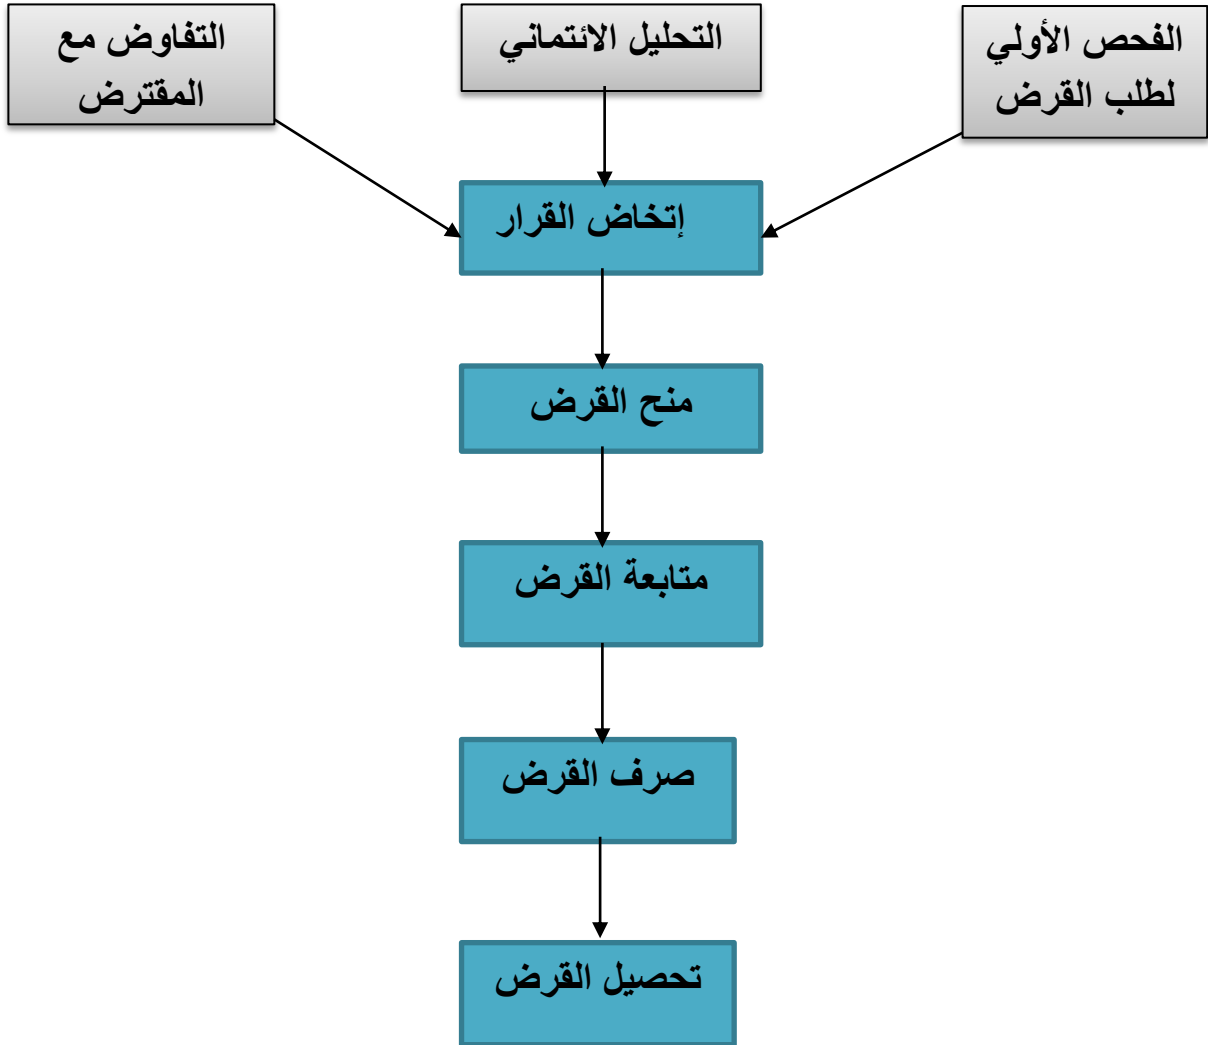 الفحص الأولي
لطلب القرض
التحليل الائتماني
التفاوض مع
المقترض
إتخاض القرار
منح القرض
متابعة القرض
صرف القرض
تحصيل القرض